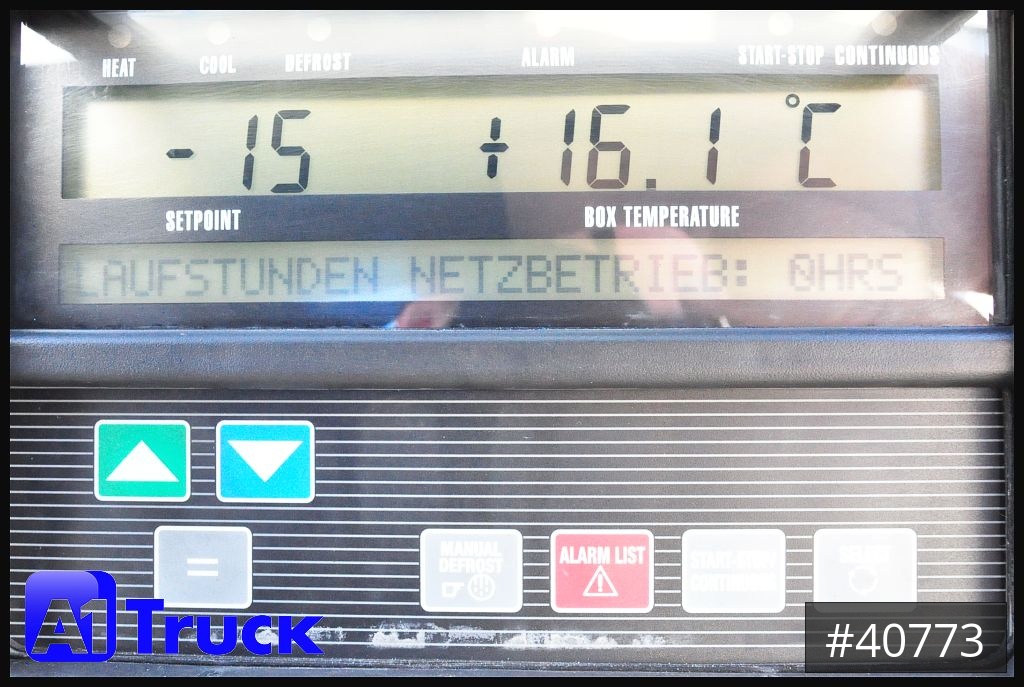 HEAT COOL DEFROST ALARM START-STOP CONTINUOUS
-15 +16.1 °C
SETPOINT BOX TEMPERATURE
LAUFSTUNDEN NETZBETRIEB: 0HRS
=
MANUAL
DEFROST
ALARM LIST
START-STOP/
CONTINUOUS
SELECT
A1 Truck
#40773